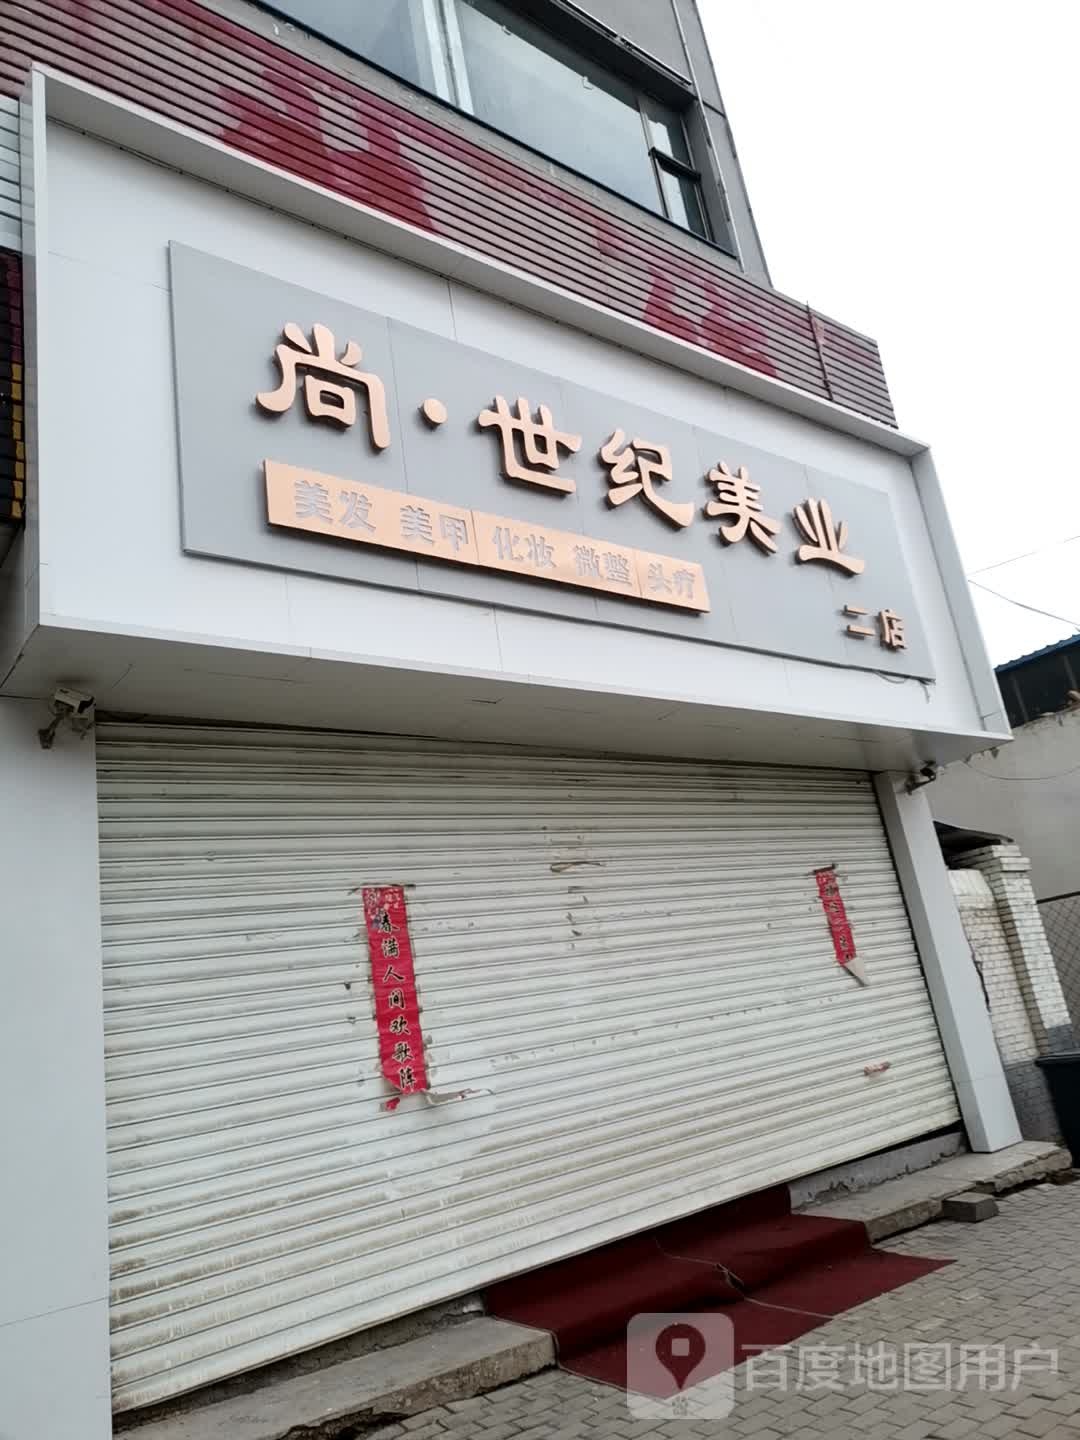 尚·世纪美业
美发 美甲 化妆 微整 头疗
二店
春满人间欢歌阵
百度地图用户